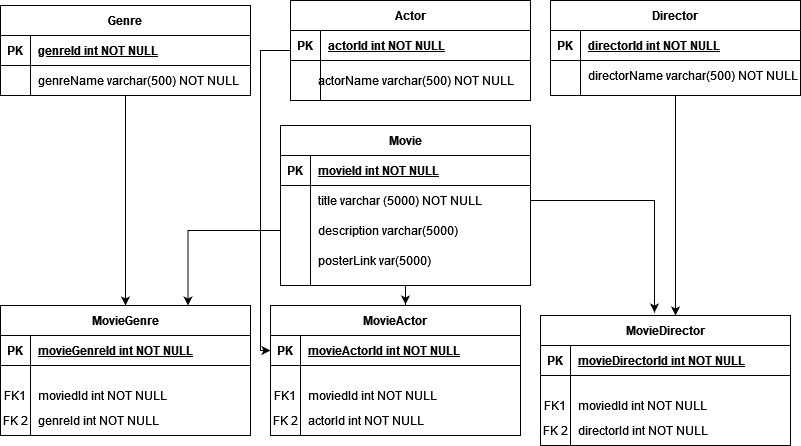 Genre
PK genreId int NOT NULL
genreName varchar(500) NOT NULL
Actor
PK actorId int NOT NULL
actorName varchar(500) NOT NULL
Director
PK directorId int NOT NULL
directorName varchar(500) NOT NULL
Movie
PK movieId int NOT NULL
title varchar (5000) NOT NULL
description varchar(5000)
posterLink var(5000)
MovieGenre
PK movieGenreId int NOT NULL
FK1 moviedId int NOT NULL
FK 2 genreId int NOT NULL
MovieActor
PK movieActorId int NOT NULL
FK1 moviedId int NOT NULL
FK 2 actorId int NOT NULL
MovieDirector
PK movieDirectorId int NOT NULL
FK1 moviedId int NOT NULL
FK 2 directorId int NOT NULL